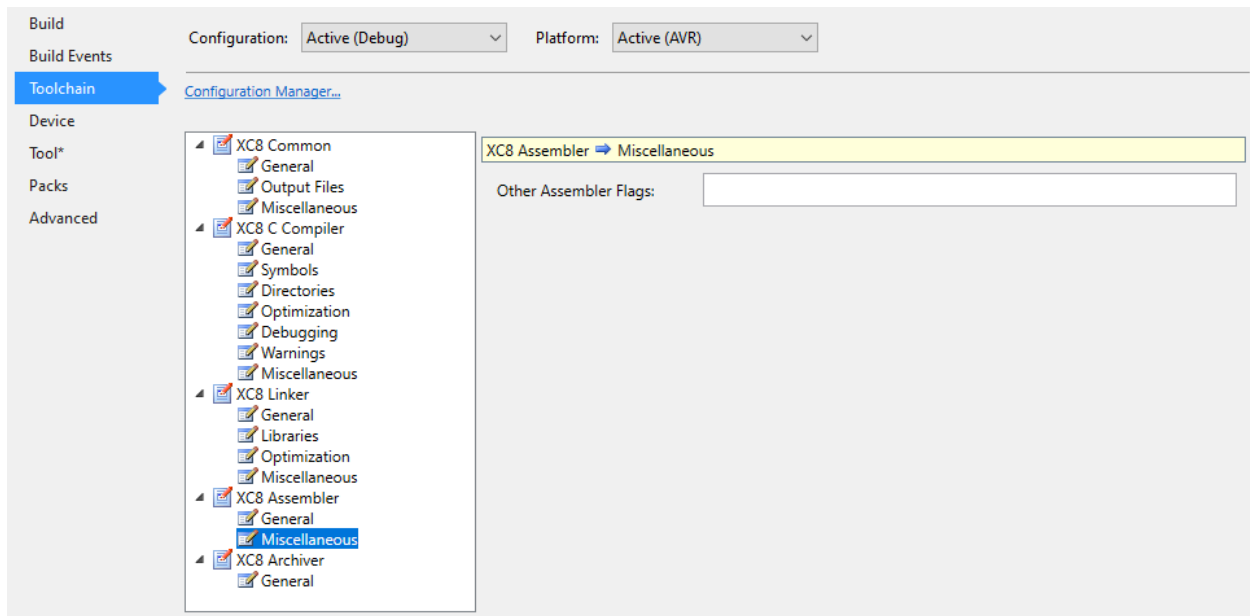 Build
Build Events
Toolchain
Device
Tool*
Packs
Advanced
Configuration: Active (Debug) Platform: Active (AVR)
Configuration Manager...
XC8 Common
General
Output Files
Miscellaneous
XC8 C Compiler
General
Symbols
Directories
Optimization
Debugging
Warnings
Miscellaneous
XC8 Linker
General
Libraries
Optimization
Miscellaneous
XC8 Assembler
General
Miscellaneous
XC8 Archiver
General
XC8 Assembler Miscellaneous
Other Assembler Flags: